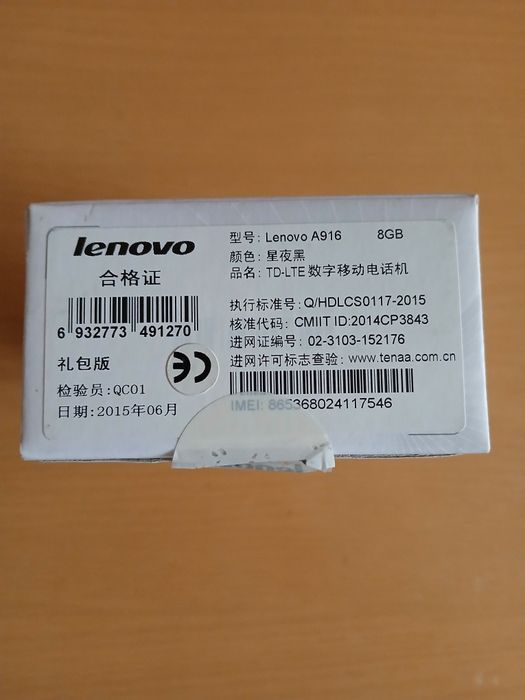 lenovo
合格证
6 932773 491270
礼包版
检验员:QC01
日期:2015年06月
CE
型号: Lenovo A916 8GB
颜色: 星夜黑
品名: TD-LTE 数字移动电话机
执行标准号: Q/HDLCS0117-2015
核准代码: CMIIT ID:2014CP3843
进网证编号: 02-3103-152176
进网许可标志查验: www.tenaa.com.cn
IMEI: 865368024117546